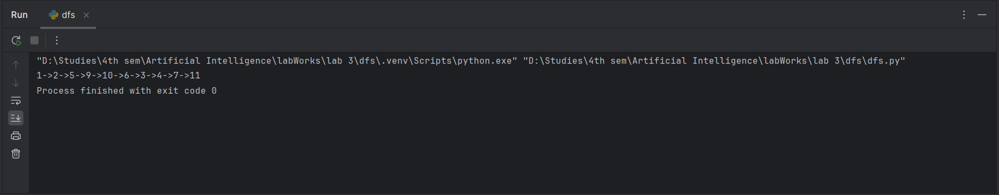 Run dfs
"D:\Studies\4th sem\Artificial Intelligence\labWorks\lab 3\dfs\.venv\Scripts\python.exe" "D:\Studies\4th sem\Artificial Intelligence\labWorks\lab 3\dfs\dfs.py"
1->2->5->9->10->6->3->4->7->11
Process finished with exit code 0